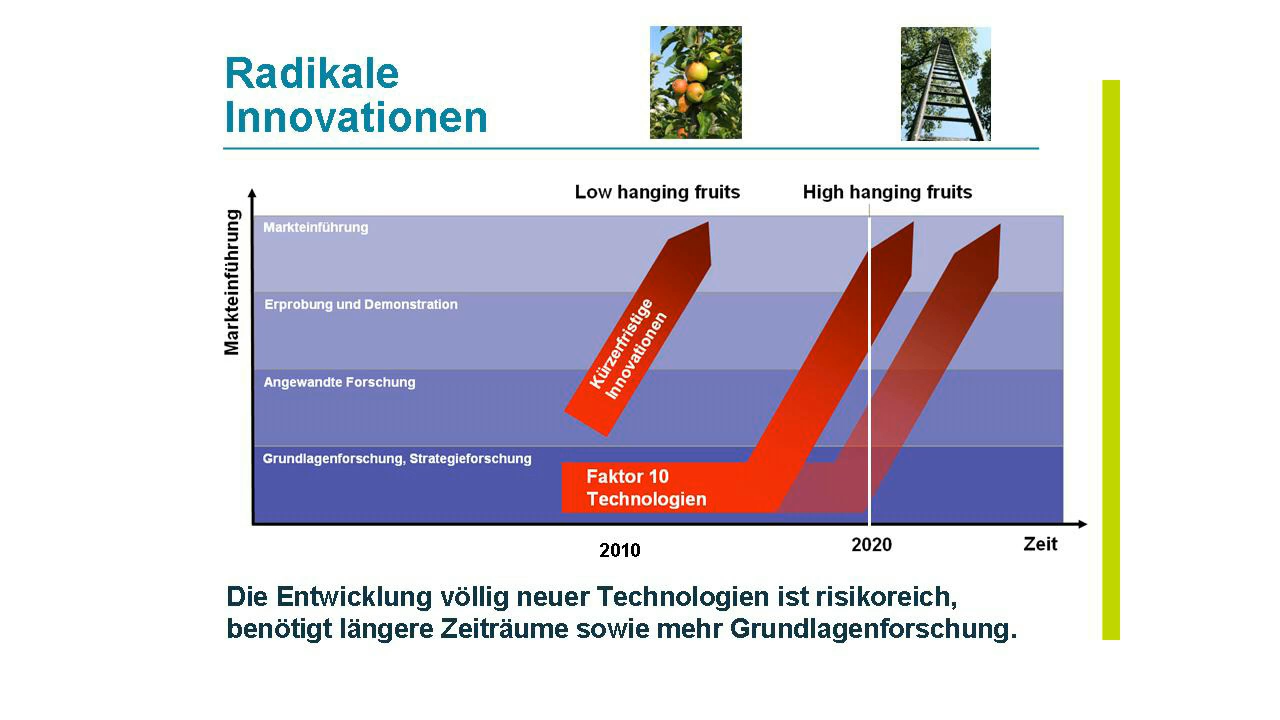 Radikale
Innovationen
Low hanging fruits
High hanging fruits
Markteinführung
Markteinführung
Erprobung und Demonstration
Angewandte Forschung
Grundlagenforschung, Strategieforschung
Kürzerfristige
Innovationen
Faktor 10
Technologien
2010
2020
Zeit
Die Entwicklung völlig neuer Technologien ist risikoreich,
benötigt längere Zeiträume sowie mehr Grundlagenforschung.